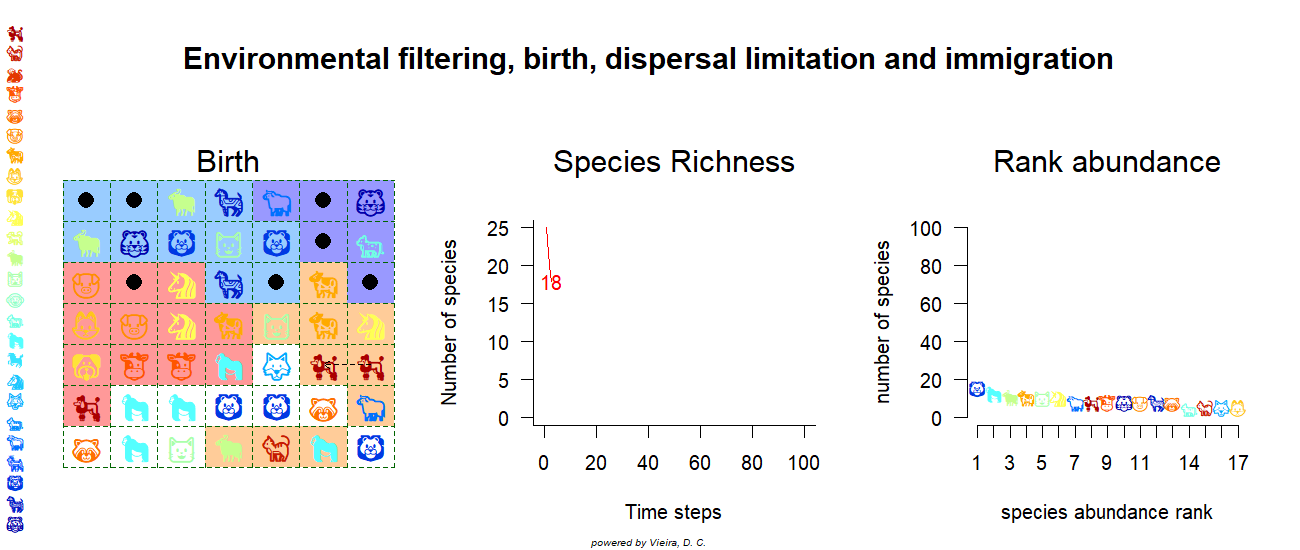 Environmental filtering, birth, dispersal limitation and immigration
Birth
Species Richness
Number of species
25
20
15
10
5
0
18
0 20 40 60 80 100
Time steps
Rank abundance
number of species
100
80
60
40
20
0
1 3 5 7 9 11 14 17
species abundance rank
powered by Vieira, D. C.